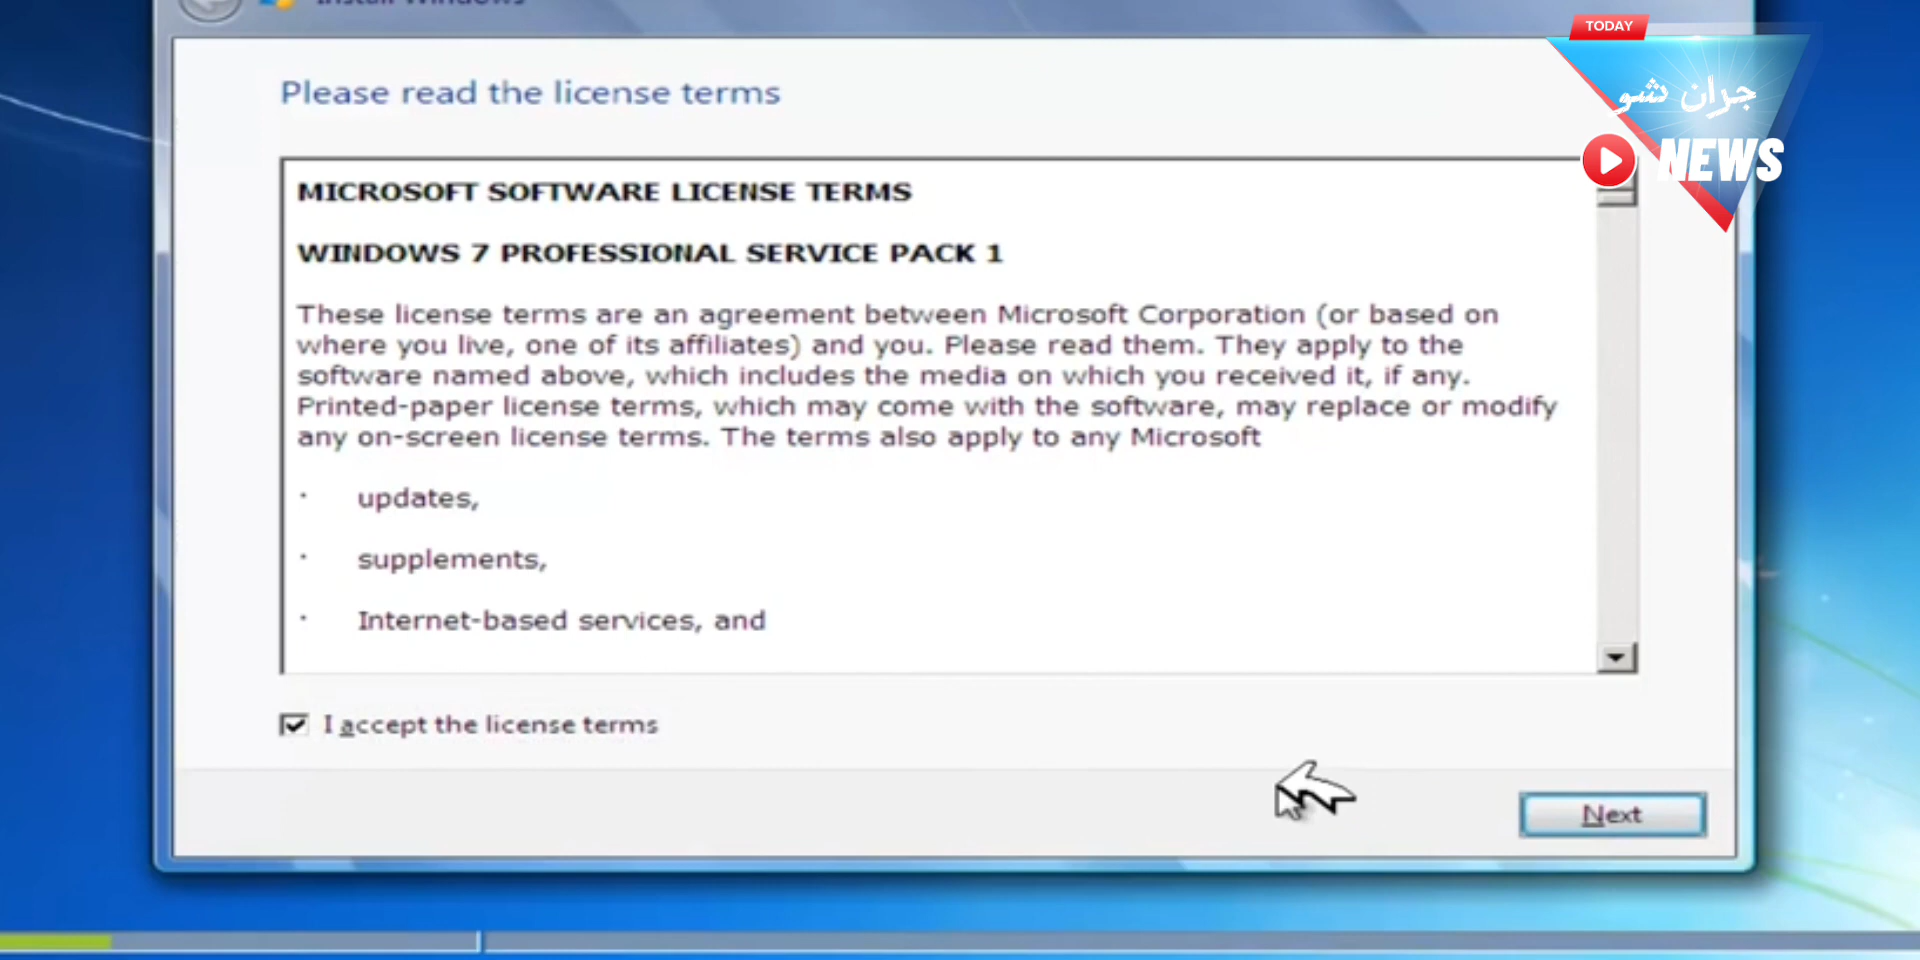 Install Windows
TODAY
جران شو
NEWS
Please read the license terms
MICROSOFT SOFTWARE LICENSE TERMS
WINDOWS 7 PROFESSIONAL SERVICE PACK 1
These license terms are an agreement between Microsoft Corporation (or based on
where you live, one of its affiliates) and you. Please read them. They apply to the
software named above, which includes the media on which you received it, if any.
Printed-paper license terms, which may come with the software, may replace or modify
any on-screen license terms. The terms also apply to any Microsoft
· updates,
· supplements,
· Internet-based services, and
I accept the license terms
Next